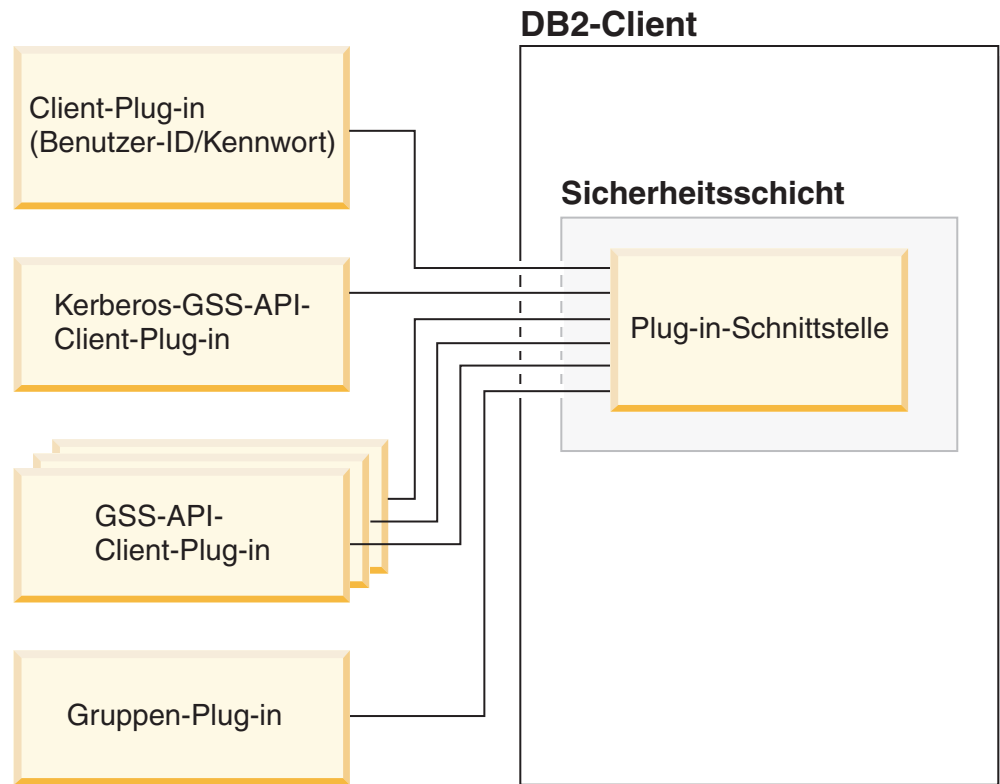 DB2-Client
Client-Plug-in
(Benutzer-ID/Kennwort)
Sicherheitsschicht
Kerberos-GSS-API-
Client-Plug-in
Plug-in-Schnittstelle
GSS-API-
Client-Plug-in
Gruppen-Plug-in